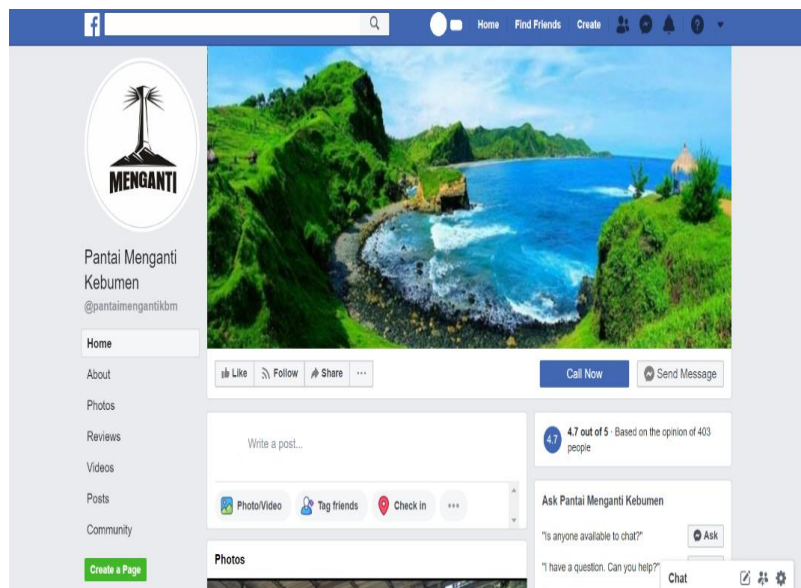 Home Find Friends Create
MENGANTI
Pantai Menganti
Kebumen
@pantaimengantikbm
Home
About
Photos
Reviews
Videos
Posts
Community
Create a Page
Like Follow Share ...
Call Now Send Message
Write a post...
Photo/Video Tag friends Check in ...
Photos
4.7 4.7 out of 5 · Based on the opinion of 403
people
Ask Pantai Menganti Kebumen
"Is anyone available to chat?" Ask
"I have a question. Can you help?"
Chat